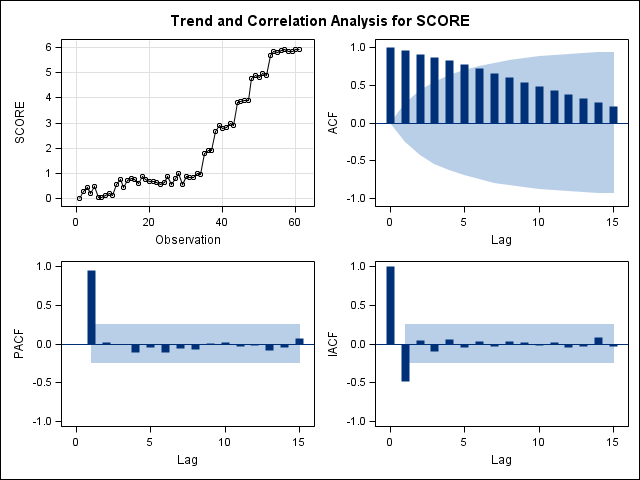 Trend and Correlation Analysis for SCORE
SCORE
6
5
4
3
2
1
0
0 20 40 60
Observation
ACF
1.0
0.5
0.0
-0.5
-1.0
0 5 10 15
Lag
PACF
1.0
0.5
0.0
-0.5
-1.0
0 5 10 15
Lag
IACF
1.0
0.5
0.0
-0.5
-1.0
0 5 10 15
Lag